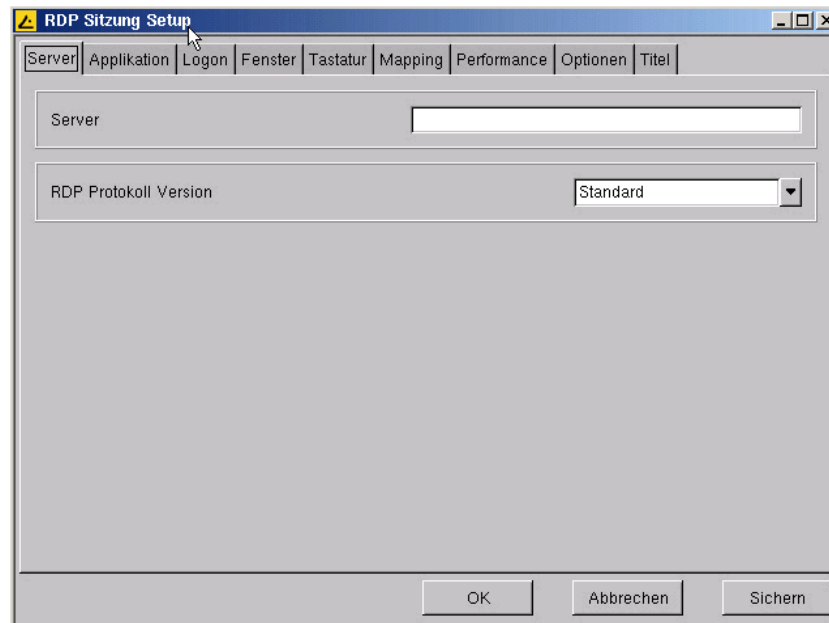 RDP Sitzung Setup
Server Applikation Logon Fenster Tastatur Mapping Performance Optionen Titel
Server
RDP Protokoll Version Standard
OK Abbrechen Sichern